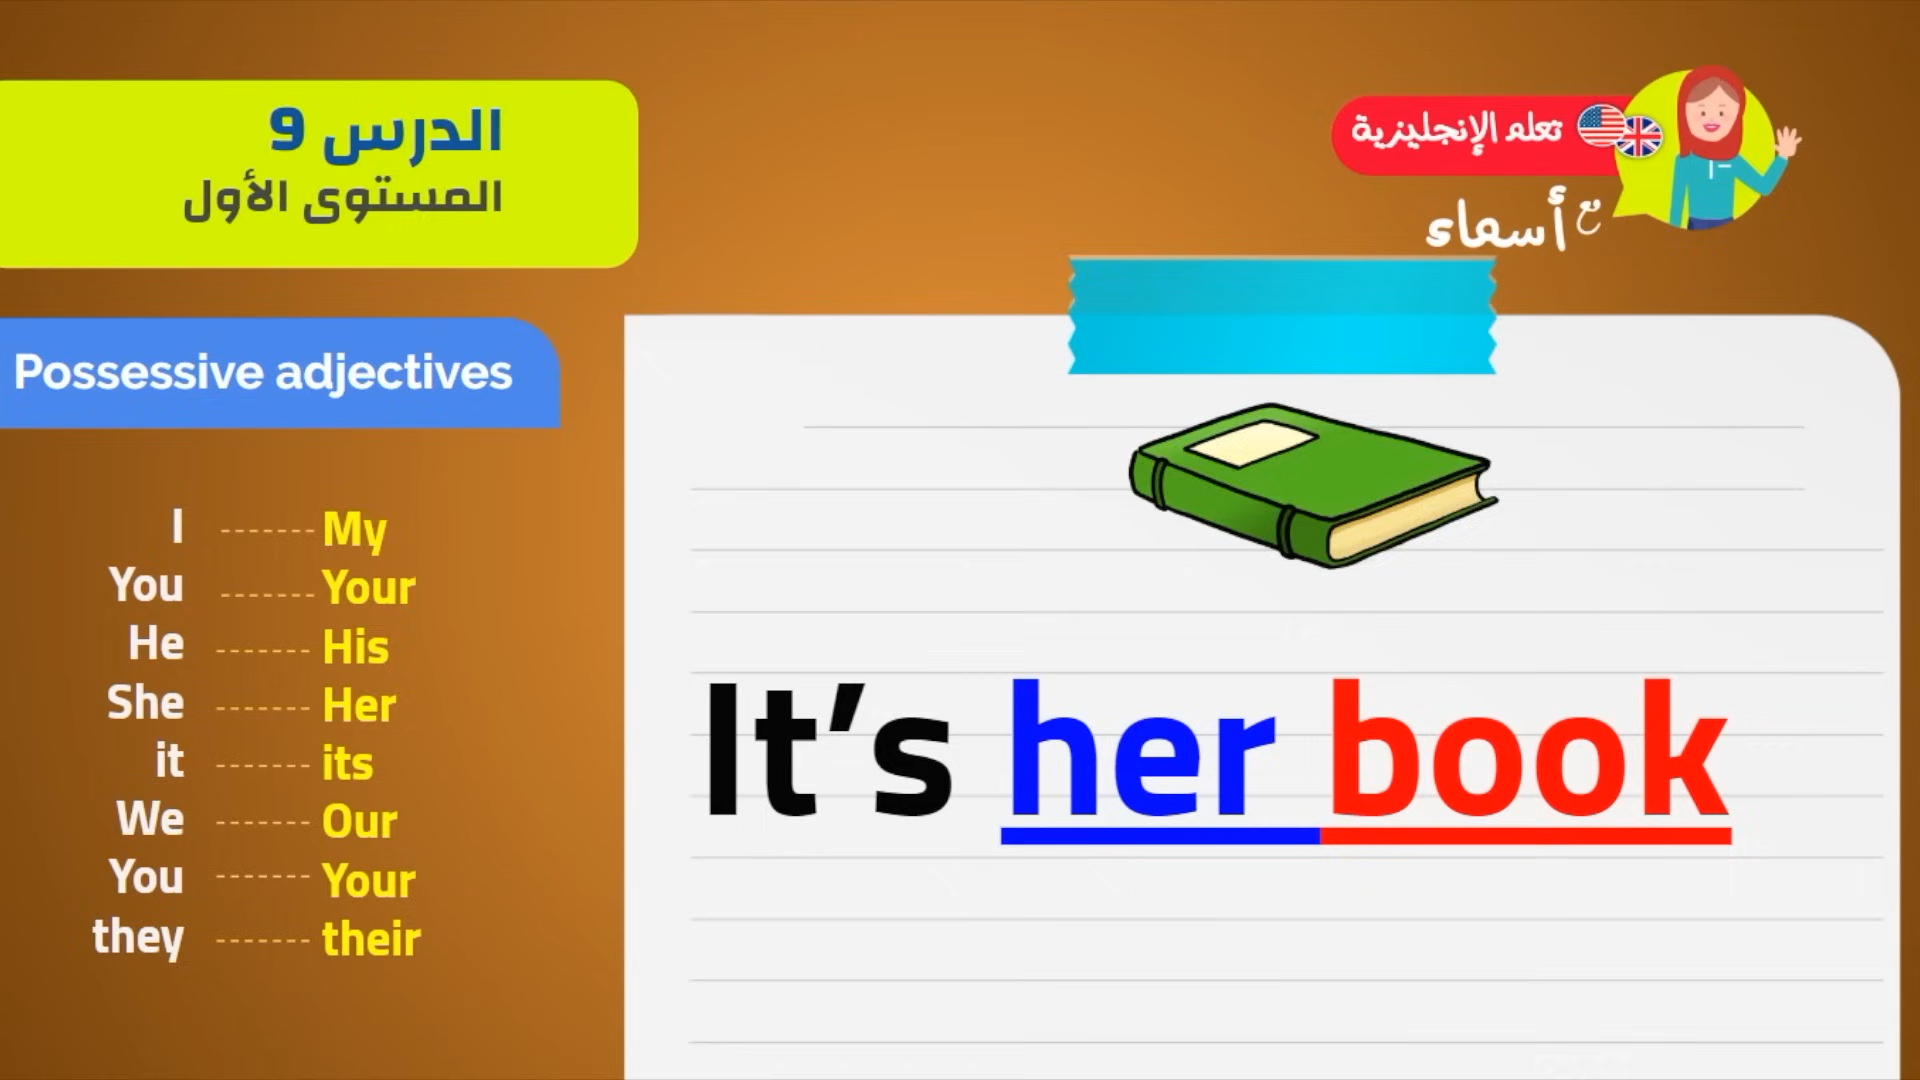 الدرس 9
المستوى الأول
تعلم الإنجليزية
مع أسماء
Possessive adjectives
I ------- My
You ------- Your
He ------- His
She ------- Her
it ------- its
We ------- Our
You ------- Your
they ------- their
It’s her book